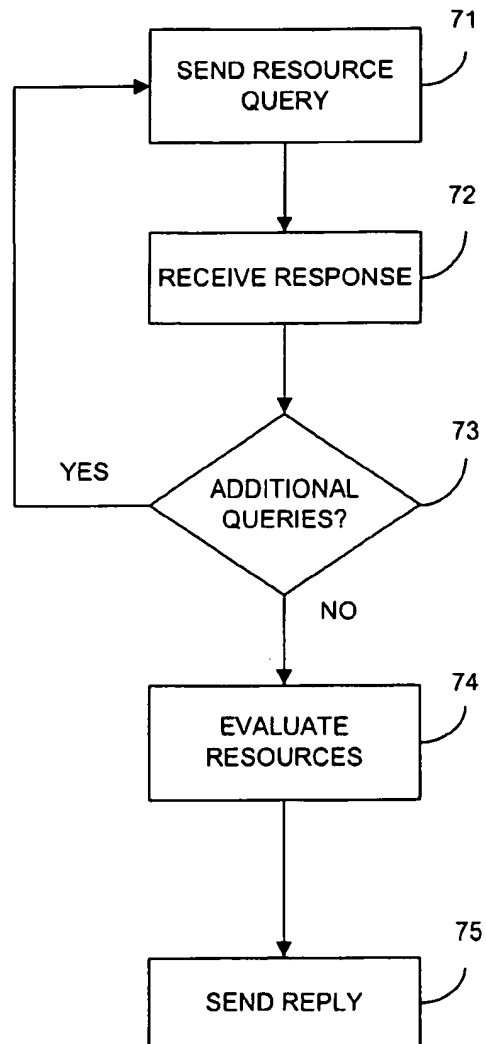 71
SEND RESOURCE
QUERY
72
RECEIVE RESPONSE
73
YES
ADDITIONAL
QUERIES?
NO
74
EVALUATE
RESOURCES
75
SEND REPLY